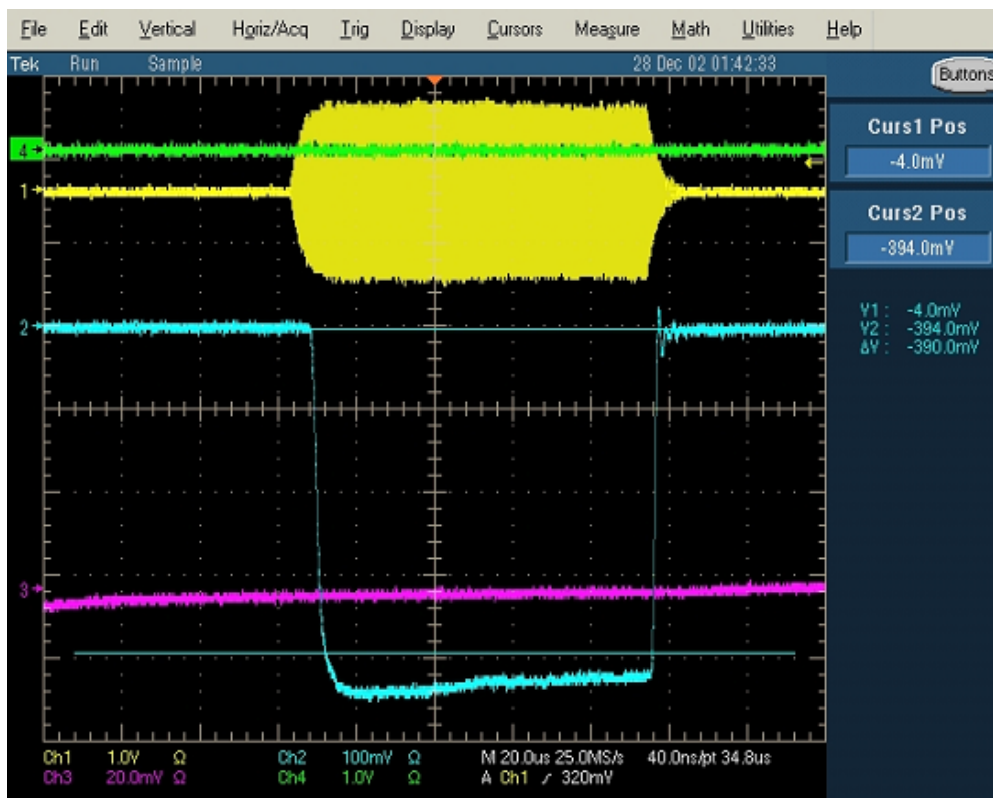 File Edit Vertical Horiz/Acq Trig Display Cursors Measure Math Utilities Help
Tek Run Sample 28 Dec 02 01:42:33
Buttons
Curs1 Pos
-4.0mV
Curs2 Pos
-394.0mV
V1: -4.0mV
V2: -394.0mV
ΔV: -390.0mV
4
1
2
3
Ch1 1.0V Ω Ch2 100mV Ω M 20.0us 25.0MS/s 40.0ns/pt 34.8us
Ch3 20.0mV Ω Ch4 1.0V Ω A Ch1 ⁄ 320mV